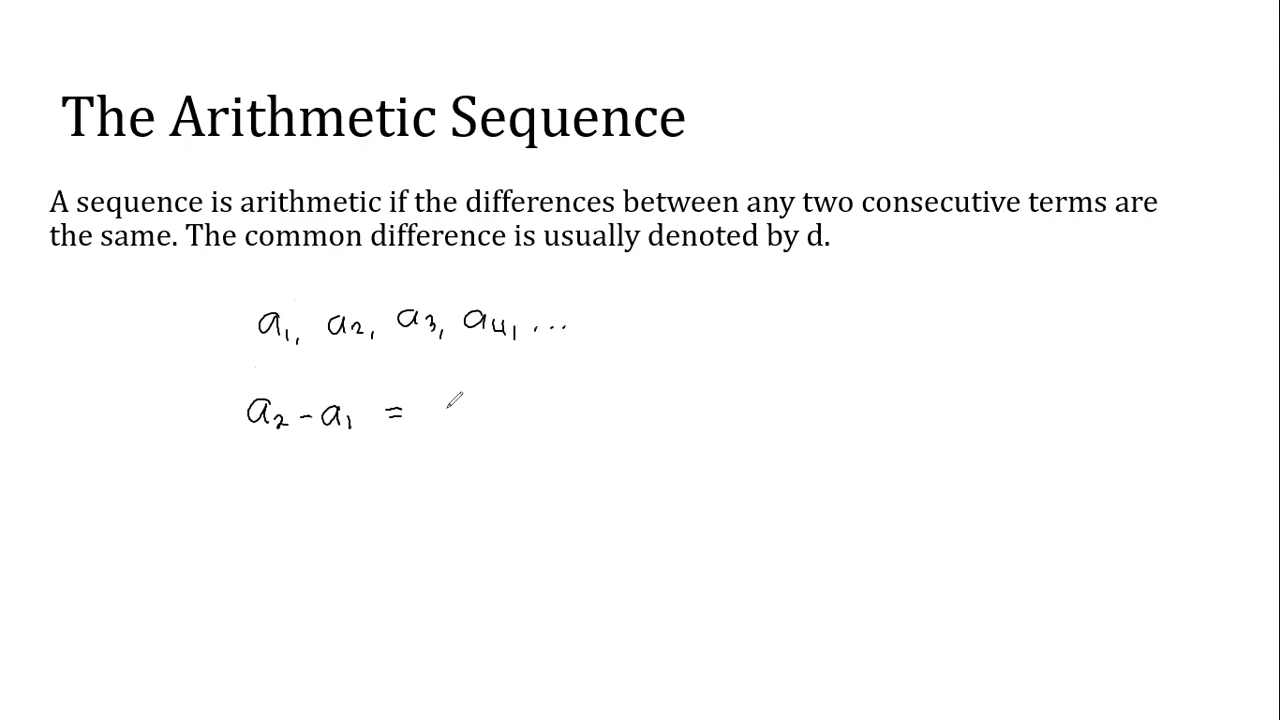 The Arithmetic Sequence
A sequence is arithmetic if the differences between any two consecutive terms are
the same. The common difference is usually denoted by d.
a₁, a₂, a₃, a₄, ...
a₂ - a₁ =